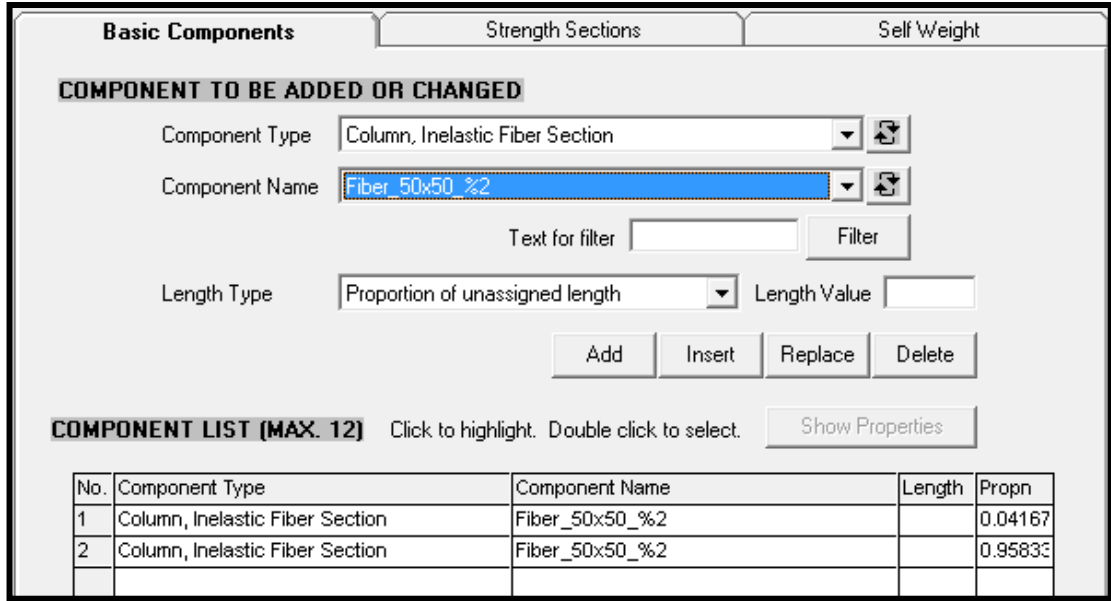 Basic Components Strength Sections Self Weight
COMPONENT TO BE ADDED OR CHANGED
Component Type Column, Inelastic Fiber Section
Component Name Fiber_50x50_%2
Text for filter Filter
Length Type Proportion of unassigned length Length Value
Add Insert Replace Delete
COMPONENT LIST (MAX. 12) Click to highlight. Double click to select. Show Properties
No. Component Type Component Name Length Propn
1 Column, Inelastic Fiber Section Fiber_50x50_%2 0.04167
2 Column, Inelastic Fiber Section Fiber_50x50_%2 0.95833